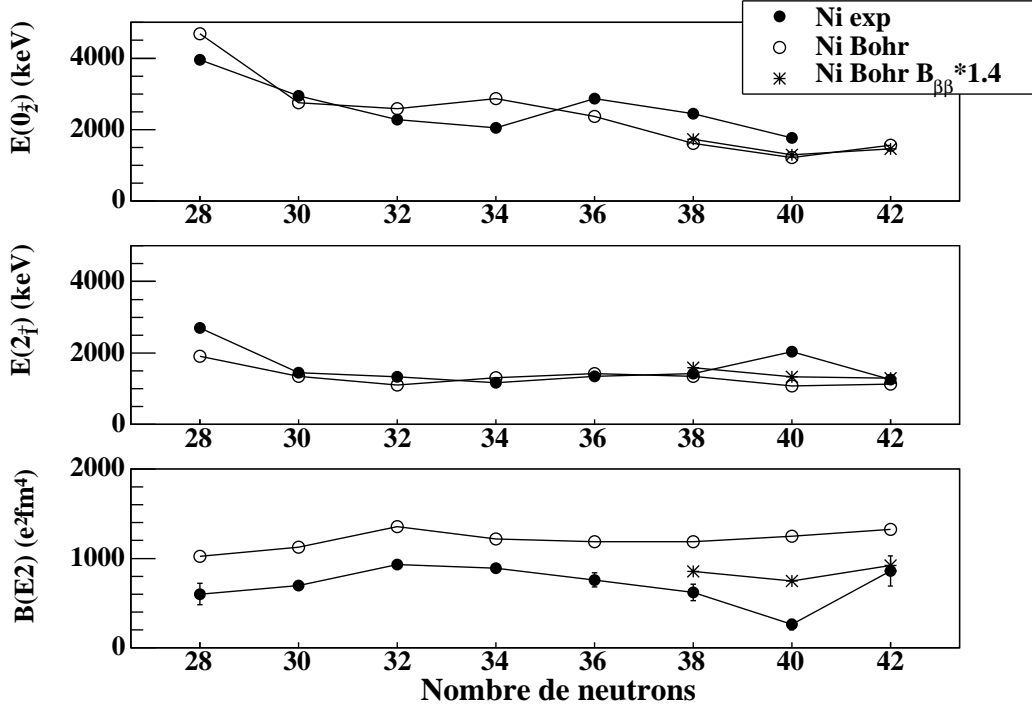 Ni exp
Ni Bohr
Ni Bohr B_ββ*1.4
E(0₂⁺) (keV)
4000
2000
0
28 30 32 34 36 38 40 42
E(2₁⁺) (keV)
4000
2000
0
28 30 32 34 36 38 40 42
B(E2) (e²fm⁴)
2000
1000
0
28 30 32 34 36 38 40 42
Nombre de neutrons